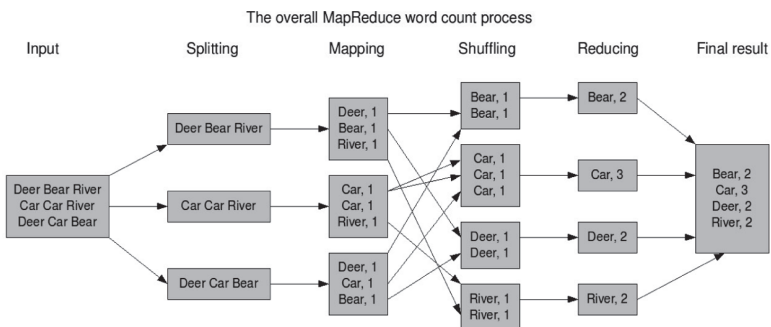 The overall MapReduce word count process
Input
Splitting
Mapping
Shuffling
Reducing
Final result
Deer Bear River
Car Car River
Deer Car Bear
Deer Bear River
Car Car River
Deer Car Bear
Deer, 1
Bear, 1
River, 1
Car, 1
Car, 1
River, 1
Deer, 1
Car, 1
Bear, 1
Bear, 1
Bear, 1
Car, 1
Car, 1
Car, 1
Deer, 1
Deer, 1
River, 1
River, 1
Bear, 2
Car, 3
Deer, 2
River, 2
Bear, 2
Car, 3
Deer, 2
River, 2